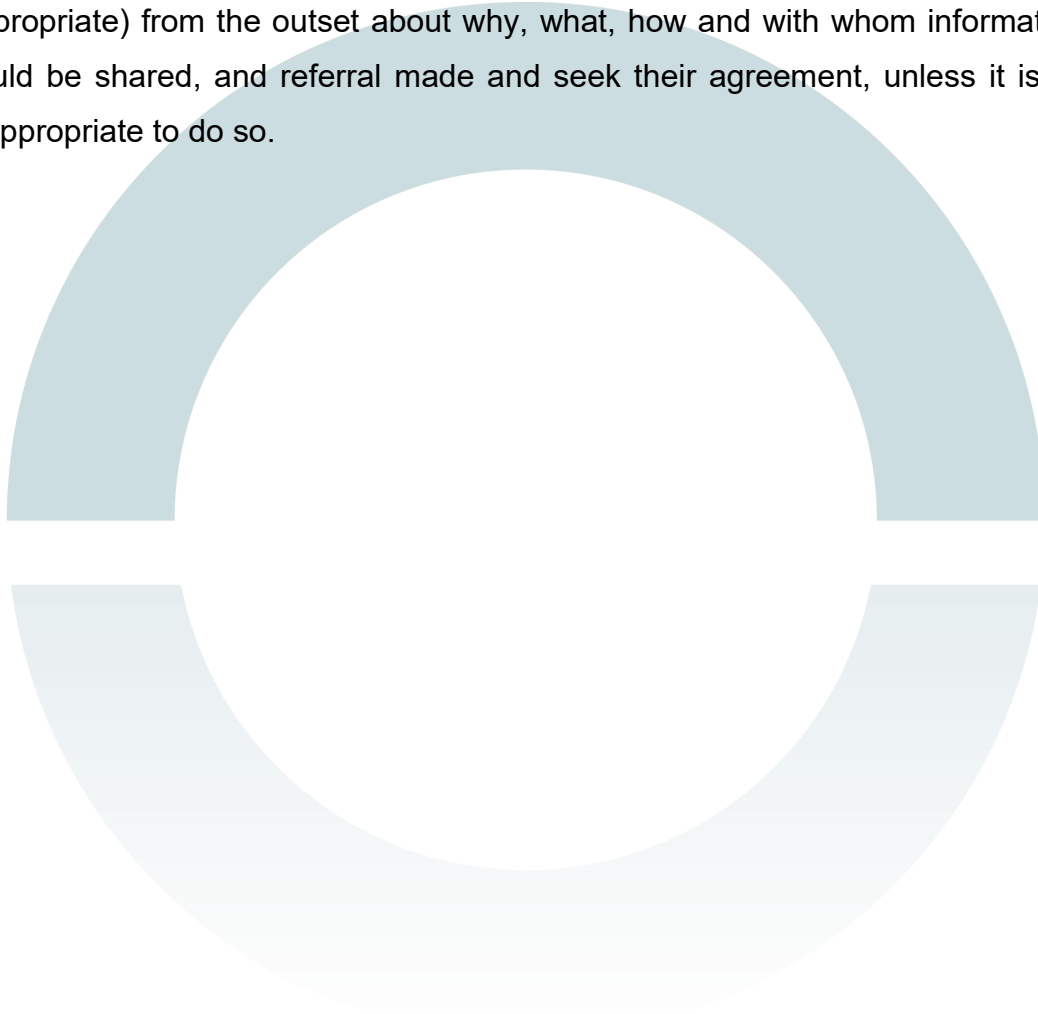 propriate) from the outset about why, what, how and with whom informat
uld be shared, and referral made and seek their agreement, unless it is
ppropriate to do so.